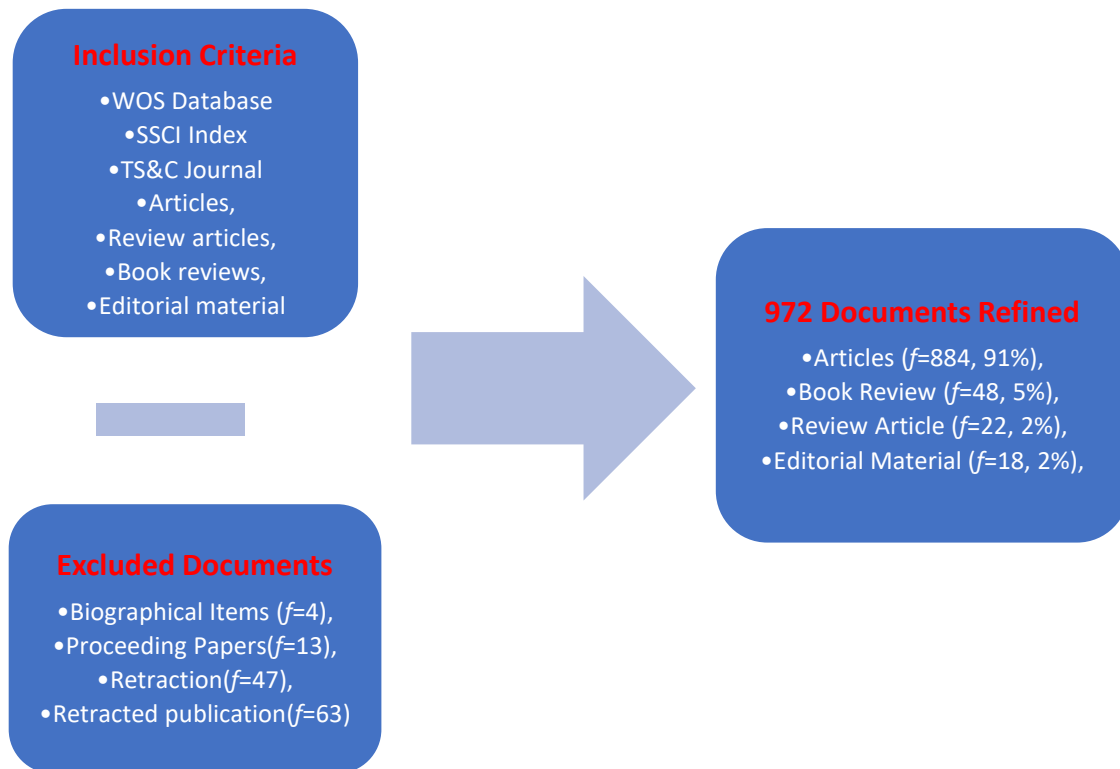 Inclusion Criteria
•WOS Database
•SSCI Index
•TS&C Journal
•Articles,
•Review articles,
•Book reviews,
•Editorial material
972 Documents Refined
•Articles (f=884, 91%),
•Book Review (f=48, 5%),
•Review Article (f=22, 2%),
•Editorial Material (f=18, 2%),
Excluded Documents
•Biographical Items (f=4),
•Proceeding Papers(f=13),
•Retraction(f=47),
•Retracted publication(f=63)